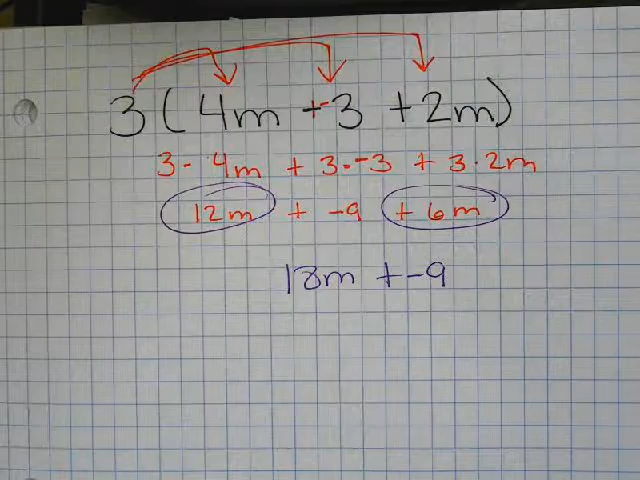 3(4m + -3 + 2m)
3 · 4m + 3 · -3 + 3 · 2m
12m + -9 + 6m
18m + -9